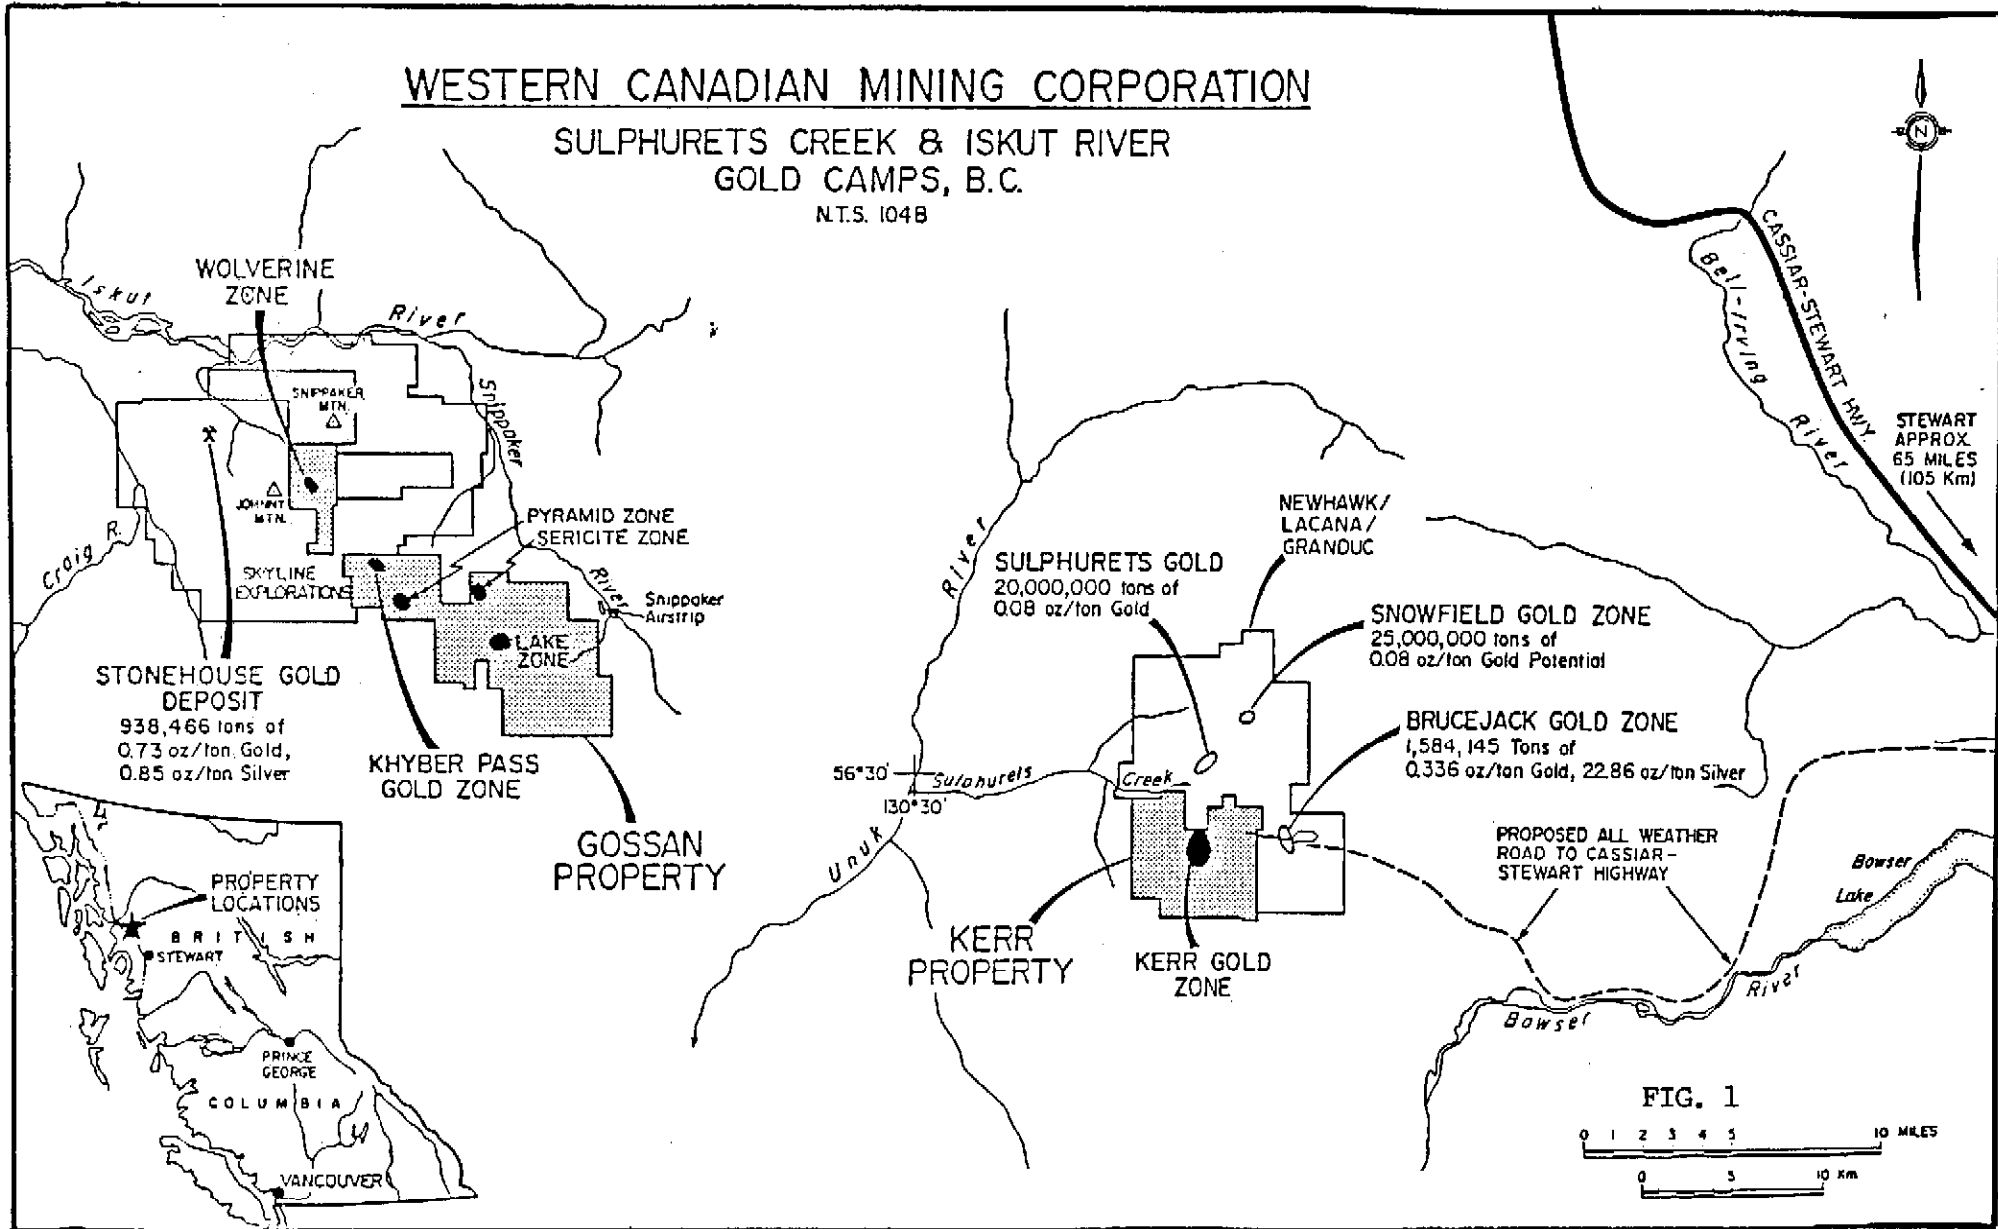 WESTERN CANADIAN MINING CORPORATION
SULPHURETS CREEK & ISKUT RIVER
GOLD CAMPS, B.C.
N.T.S. 104B
N
CASSIAR-STEWART HWY.
Bell-Irving
River
STEWART
APPROX.
65 MILES
(105 Km)
WOLVERINE
ZONE
Iskut
River
SNIPPAKER
MTN.
Snippaker
River
JOHNNY
MTN.
Craig R.
PYRAMID ZONE
SERICITE ZONE
SKYLINE
EXPLORATIONS
Snippaker
Airstrip
LAKE
ZONE
STONEHOUSE GOLD
DEPOSIT
938,466 tons of
0.73 oz/ton Gold,
0.85 oz/ton Silver
KHYBER PASS
GOLD ZONE
GOSSAN
PROPERTY
River
NEWHAWK/
LACANA/
GRANDUC
SULPHURETS GOLD
20,000,000 tons of
0.08 oz/ton Gold
SNOWFIELD GOLD ZONE
25,000,000 tons of
0.08 oz/ton Gold Potential
BRUCEJACK GOLD ZONE
1,584,145 Tons of
0.336 oz/ton Gold, 22.86 oz/ton Silver
56°30'
130°30'
Sulphurets Creek
Unuk
KERR
PROPERTY
KERR GOLD
ZONE
PROPOSED ALL WEATHER
ROAD TO CASSIAR-
STEWART HIGHWAY
Bowser
Lake
Bowser
River
PROPERTY
LOCATIONS
BRITISH
STEWART
PRINCE
GEORGE
COLUMBIA
VANCOUVER
FIG. 1
0 1 2 3 4 5 10 MILES
0 5 10 Km